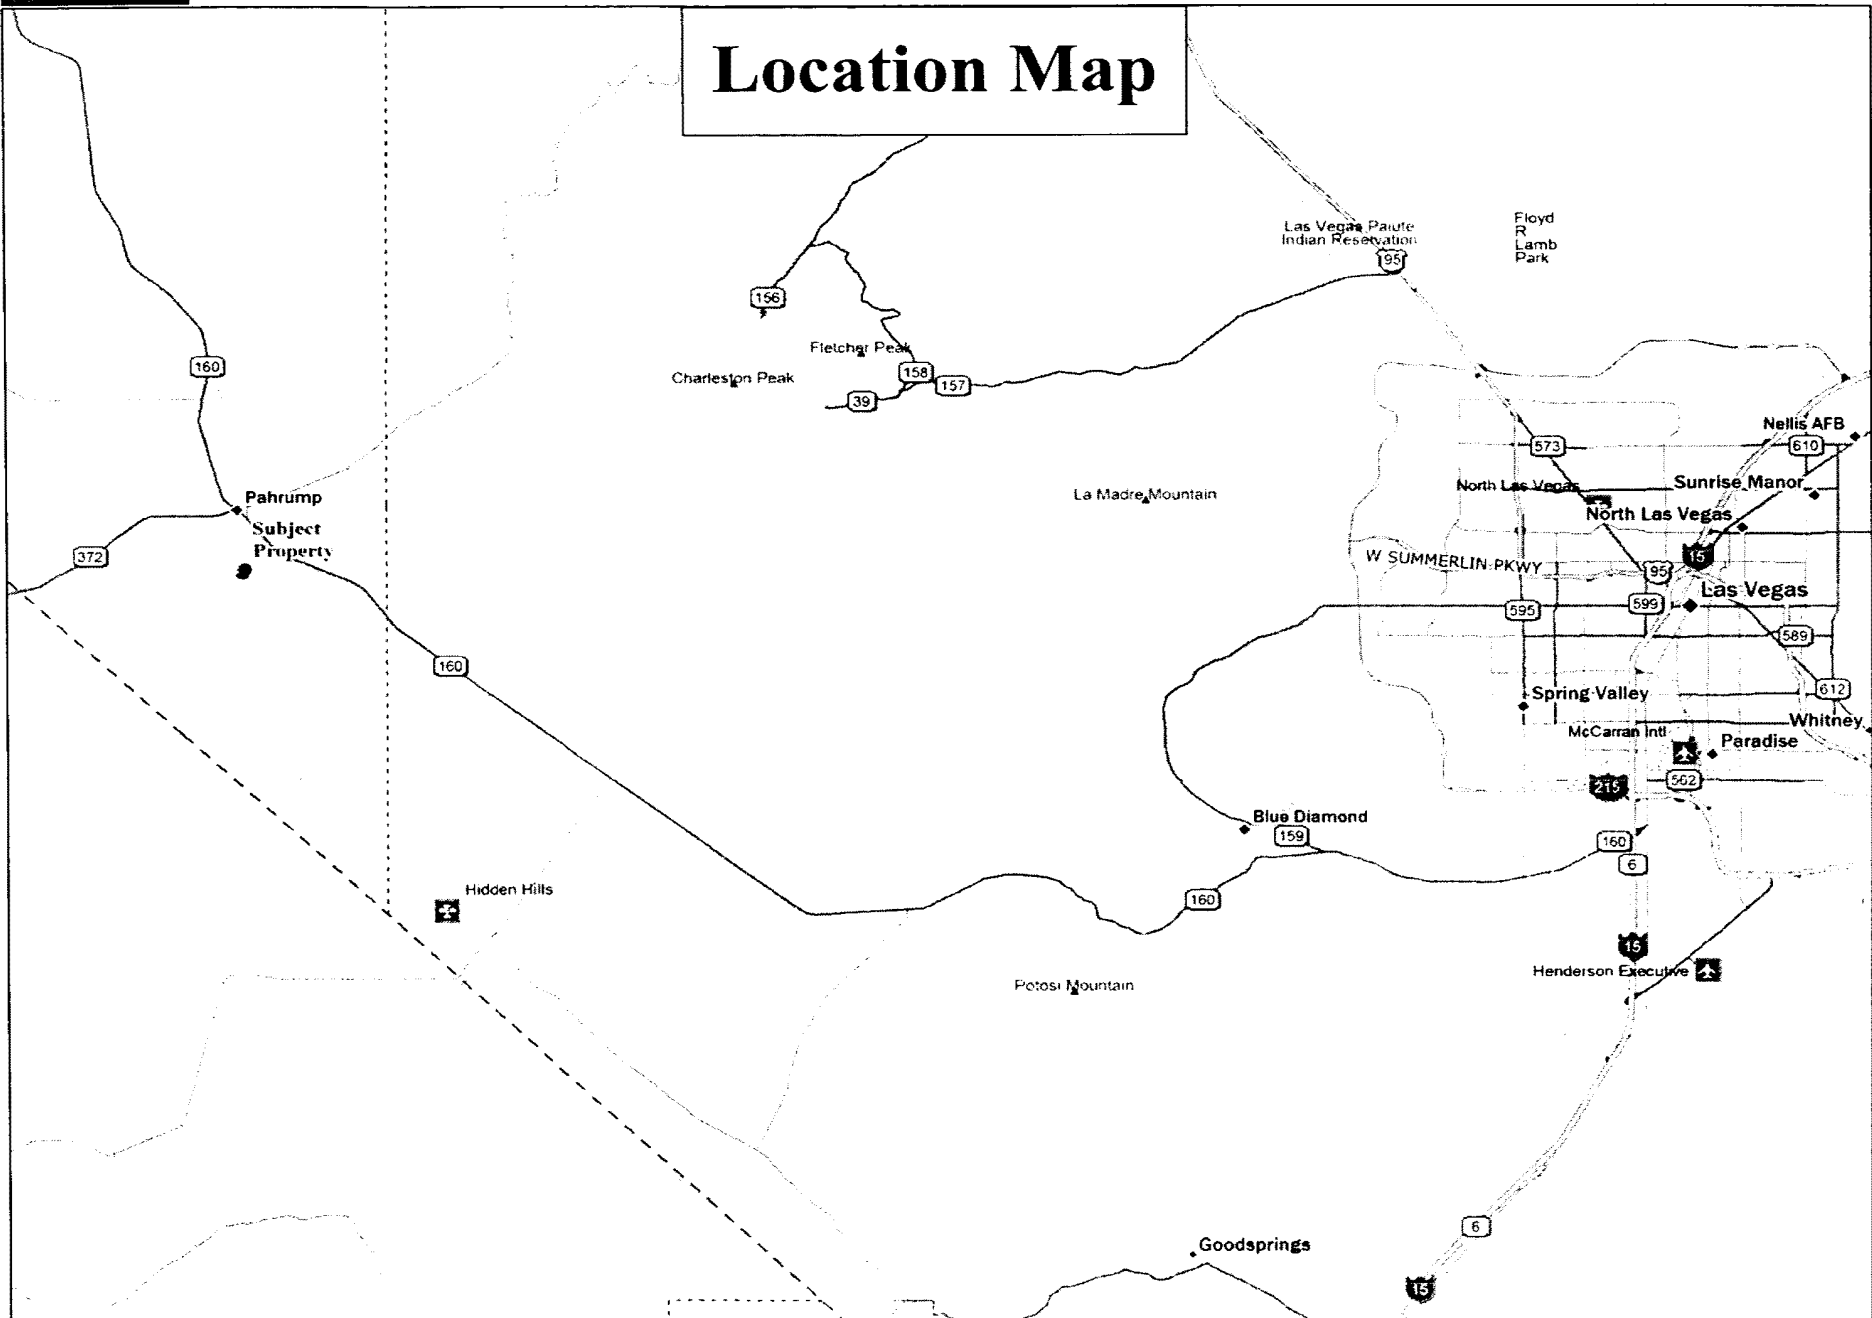 Location Map
Las Vegas Paiute
Indian Reservation
95
Floyd
R
Lamb
Park
156
160
Fletcher Peak
Charleston Peak
158
157
39
Nellis AFB
573
610
North Las Vegas
Sunrise Manor
Pahrump
La Madre Mountain
North Las Vegas
Subject
Property
372
W SUMMERLIN PKWY
15
95
Las Vegas
595
599
589
160
Spring Valley
612
McCarran Intl
Whitney
Paradise
215
562
Blue Diamond
159
160
6
Hidden Hills
160
15
Henderson Executive
Potosi Mountain
6
Goodsprings
15